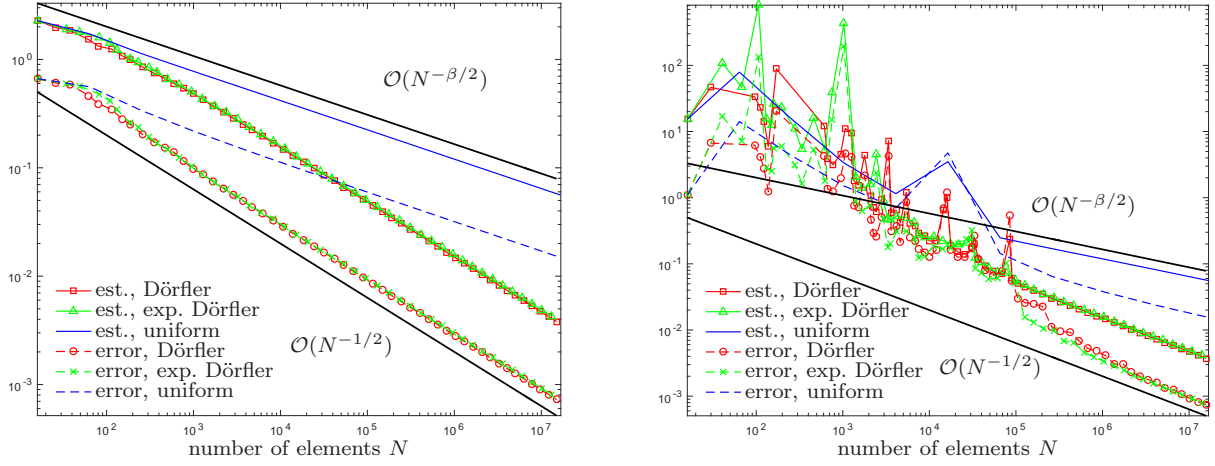 10^0
10^-1
10^-2
10^-3
O(N^{-β/2})
O(N^{-1/2})
est., Dörfler
est., exp. Dörfler
est., uniform
error, Dörfler
error, exp. Dörfler
error, uniform
10^2 10^3 10^4 10^5 10^6 10^7
number of elements N
10^2
10^1
10^0
10^-1
10^-2
10^-3
O(N^{-β/2})
O(N^{-1/2})
est., Dörfler
est., exp. Dörfler
est., uniform
error, Dörfler
error, exp. Dörfler
error, uniform
10^2 10^3 10^4 10^5 10^6 10^7
number of elements N